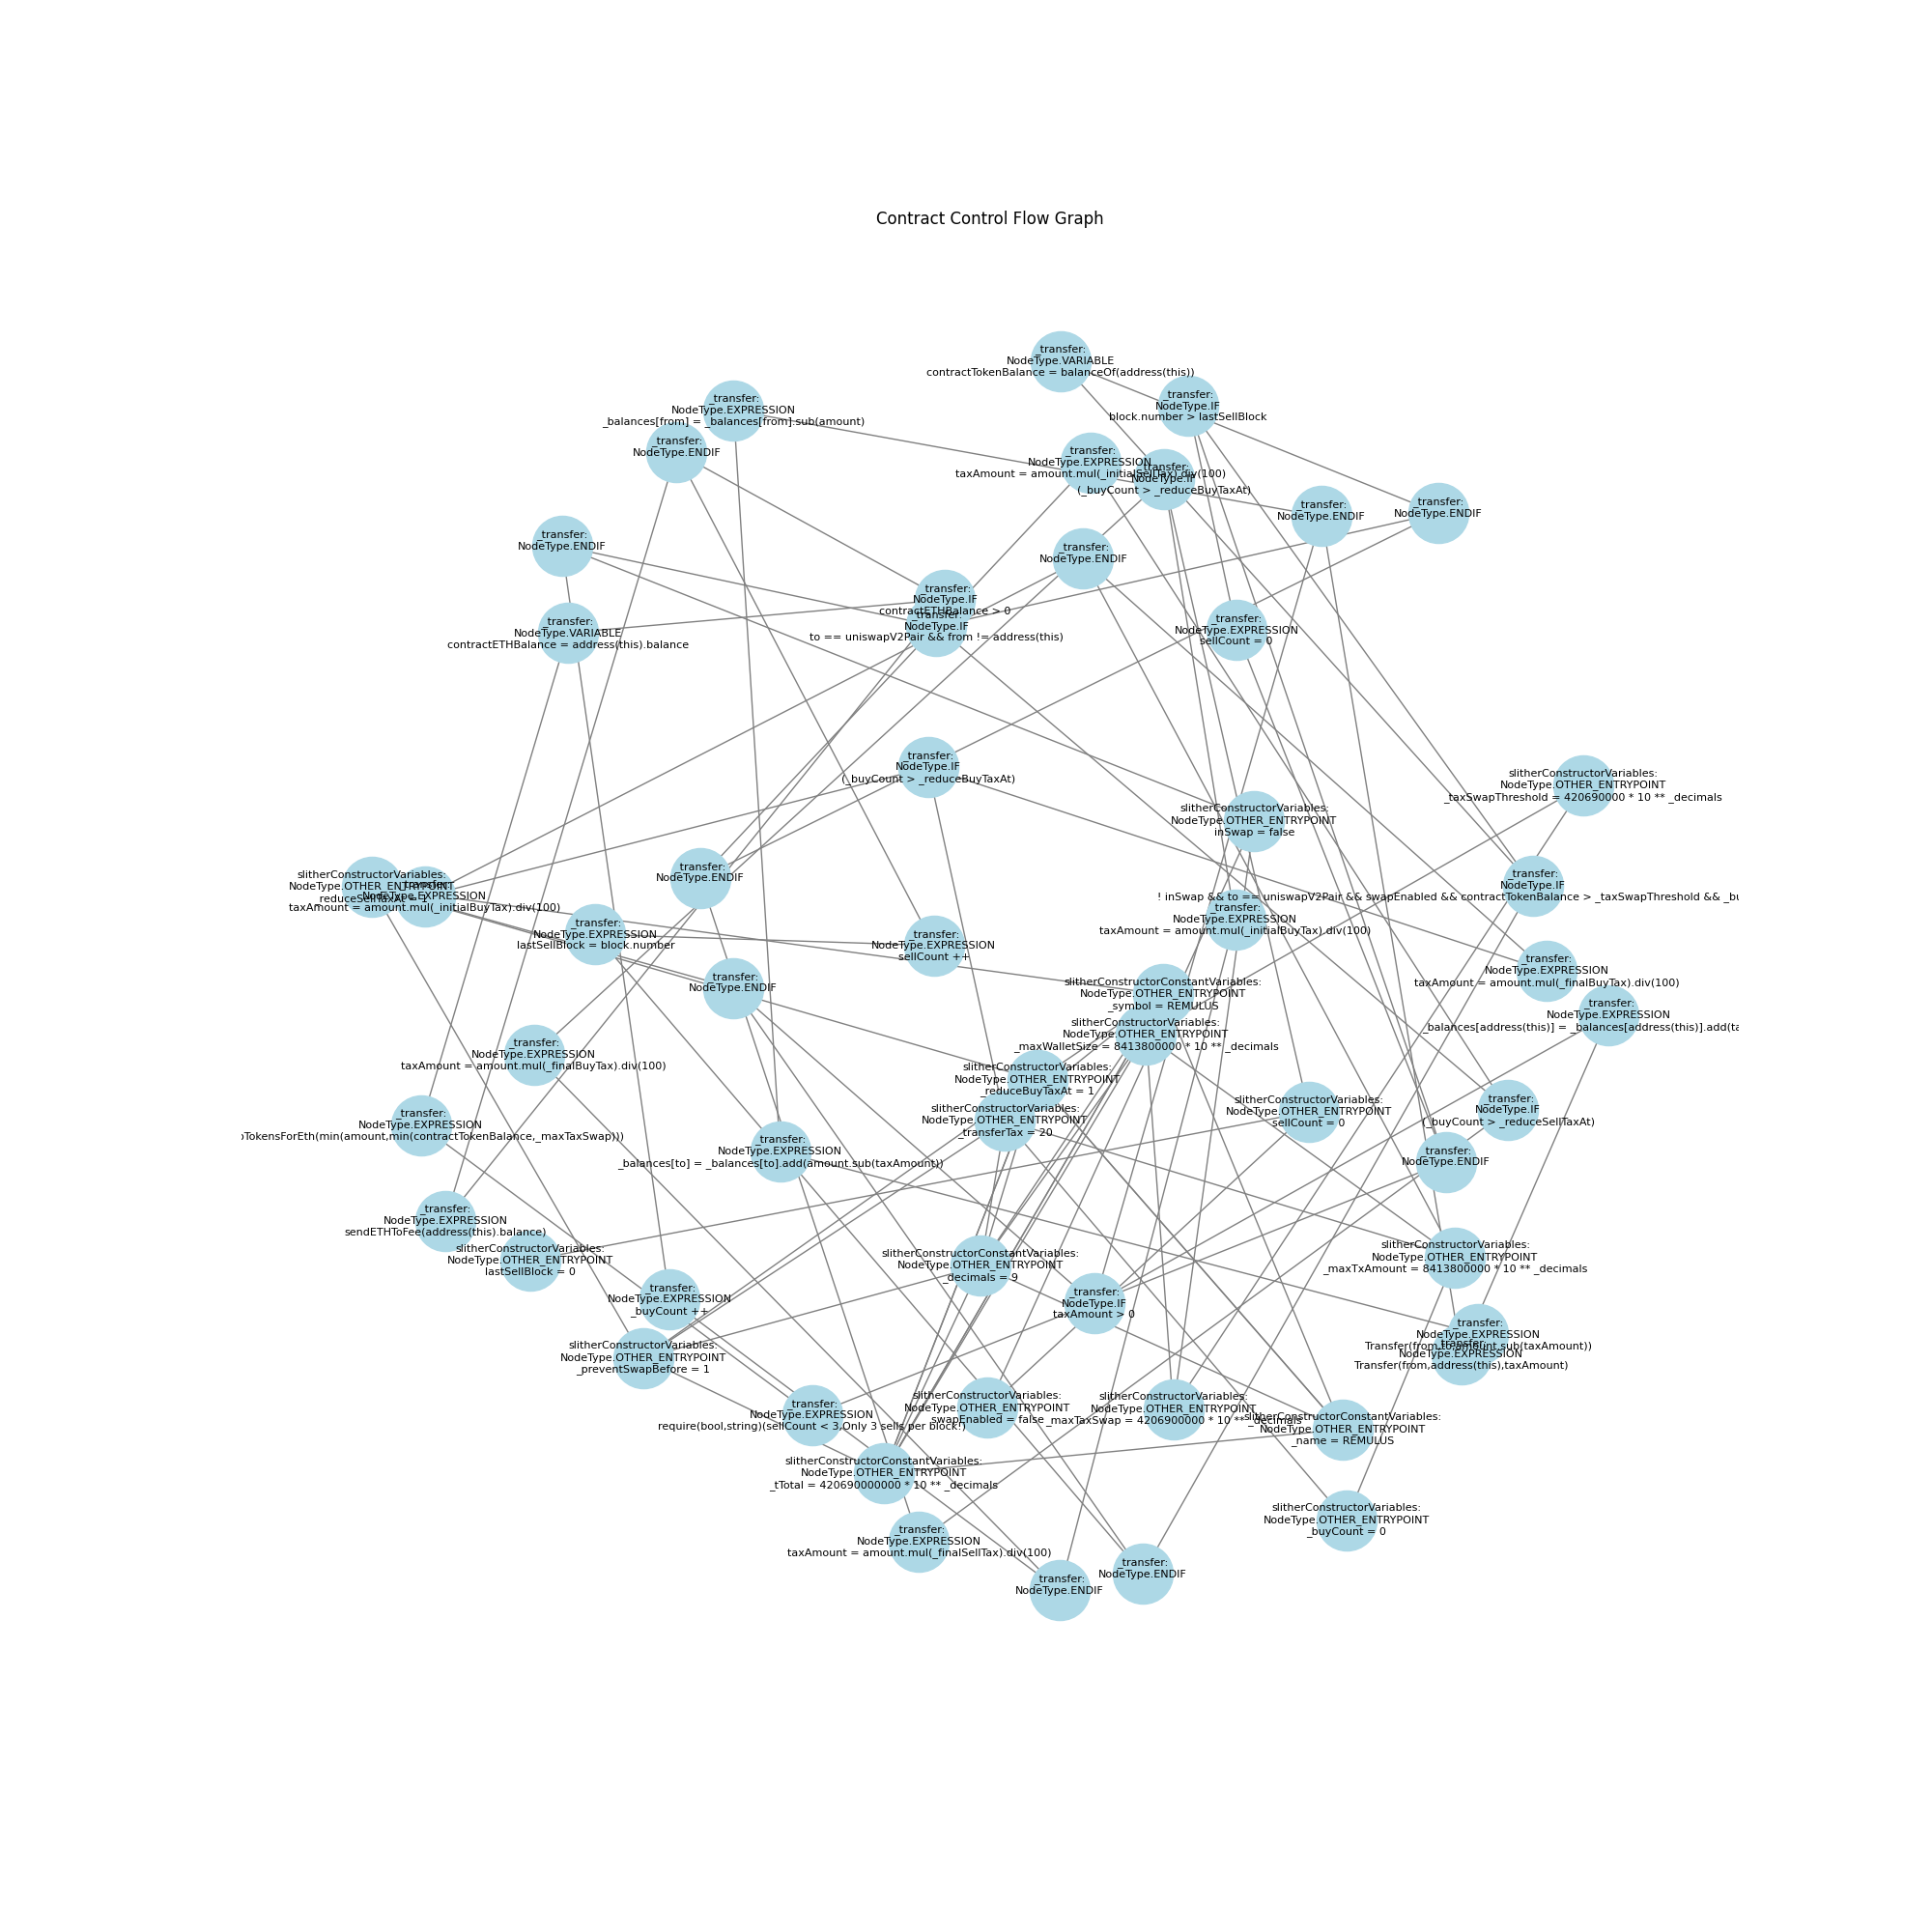 Contract Control Flow Graph
_transfer:
NodeType.VARIABLE
contractTokenBalance = balanceOf(address(this))
_transfer:
NodeType.IF
block.number > lastSellBlock
_transfer:
NodeType.EXPRESSION
_balances[from] = _balances[from].sub(amount)
_transfer:
NodeType.ENDIF
_transfer:
NodeType.EXPRESSION
taxAmount = amount.mul(_initialSellTax).div(100)
_transfer:
NodeType.IF
(_buyCount > _reduceBuyTaxAt)
_transfer:
NodeType.ENDIF
_transfer:
NodeType.ENDIF
_transfer:
NodeType.ENDIF
_transfer:
NodeType.ENDIF
_transfer:
NodeType.IF
contractETHBalance > 0
_transfer:
NodeType.IF
to == uniswapV2Pair && from != address(this)
_transfer:
NodeType.VARIABLE
contractETHBalance = address(this).balance
_transfer:
NodeType.EXPRESSION
sellCount = 0
_transfer:
NodeType.IF
(_buyCount > _reduceBuyTaxAt)
slitherConstructorVariables:
NodeType.OTHER_ENTRYPOINT
_taxSwapThreshold = 420690000 * 10 ** _decimals
slitherConstructorVariables:
NodeType.OTHER_ENTRYPOINT
inSwap = false
_transfer:
NodeType.ENDIF
slitherConstructorVariables:
NodeType.OTHER_ENTRYPOINT
_reduceSellTaxAt = 1
_transfer:
NodeType.EXPRESSION
taxAmount = amount.mul(_initialBuyTax).div(100)
_transfer:
NodeType.IF
! inSwap && to == uniswapV2Pair && swapEnabled && contractTokenBalance > _taxSwapThreshold && _bu
_transfer:
NodeType.EXPRESSION
taxAmount = amount.mul(_initialBuyTax).div(100)
_transfer:
NodeType.EXPRESSION
lastSellBlock = block.number
_transfer:
NodeType.EXPRESSION
sellCount ++
_transfer:
NodeType.EXPRESSION
taxAmount = amount.mul(_finalBuyTax).div(100)
_transfer:
NodeType.ENDIF
slitherConstructorConstantVariables:
NodeType.OTHER_ENTRYPOINT
_symbol = REMULUS
_transfer:
NodeType.EXPRESSION
_balances[address(this)] = _balances[address(this)].add(ta
slitherConstructorVariables:
NodeType.OTHER_ENTRYPOINT
_maxWalletSize = 8413800000 * 10 ** _decimals
_transfer:
NodeType.EXPRESSION
taxAmount = amount.mul(_finalBuyTax).div(100)
slitherConstructorVariables:
NodeType.OTHER_ENTRYPOINT
_reduceBuyTaxAt = 1
slitherConstructorVariables:
NodeType.OTHER_ENTRYPOINT
_transferTax = 20
slitherConstructorVariables:
NodeType.OTHER_ENTRYPOINT
sellCount = 0
_transfer:
NodeType.IF
(_buyCount > _reduceSellTaxAt)
_transfer:
NodeType.EXPRESSION
oTokensForEth(min(amount,min(contractTokenBalance,_maxTaxSwap)))
_transfer:
NodeType.EXPRESSION
_balances[to] = _balances[to].add(amount.sub(taxAmount))
_transfer:
NodeType.ENDIF
_transfer:
NodeType.EXPRESSION
sendETHToFee(address(this).balance)
slitherConstructorVariables:
NodeType.OTHER_ENTRYPOINT
lastSellBlock = 0
slitherConstructorConstantVariables:
NodeType.OTHER_ENTRYPOINT
_decimals = 9
slitherConstructorVariables:
NodeType.OTHER_ENTRYPOINT
_maxTxAmount = 8413800000 * 10 ** _decimals
_transfer:
NodeType.EXPRESSION
_buyCount ++
_transfer:
NodeType.IF
taxAmount > 0
_transfer:
NodeType.EXPRESSION
Transfer(from,to,amount.sub(taxAmount))
_transfer:
NodeType.EXPRESSION
Transfer(from,address(this),taxAmount)
slitherConstructorVariables:
NodeType.OTHER_ENTRYPOINT
_preventSwapBefore = 1
_transfer:
NodeType.EXPRESSION
require(bool,string)(sellCount < 3,Only 3 sells per block!)
slitherConstructorVariables:
NodeType.OTHER_ENTRYPOINT
swapEnabled = false
slitherConstructorVariables:
NodeType.OTHER_ENTRYPOINT
_maxTaxSwap = 4206900000 * 10 ** _decimals
slitherConstructorConstantVariables:
NodeType.OTHER_ENTRYPOINT
_name = REMULUS
slitherConstructorConstantVariables:
NodeType.OTHER_ENTRYPOINT
_tTotal = 420690000000 * 10 ** _decimals
slitherConstructorVariables:
NodeType.OTHER_ENTRYPOINT
_buyCount = 0
_transfer:
NodeType.EXPRESSION
taxAmount = amount.mul(_finalSellTax).div(100)
_transfer:
NodeType.ENDIF
_transfer:
NodeType.ENDIF